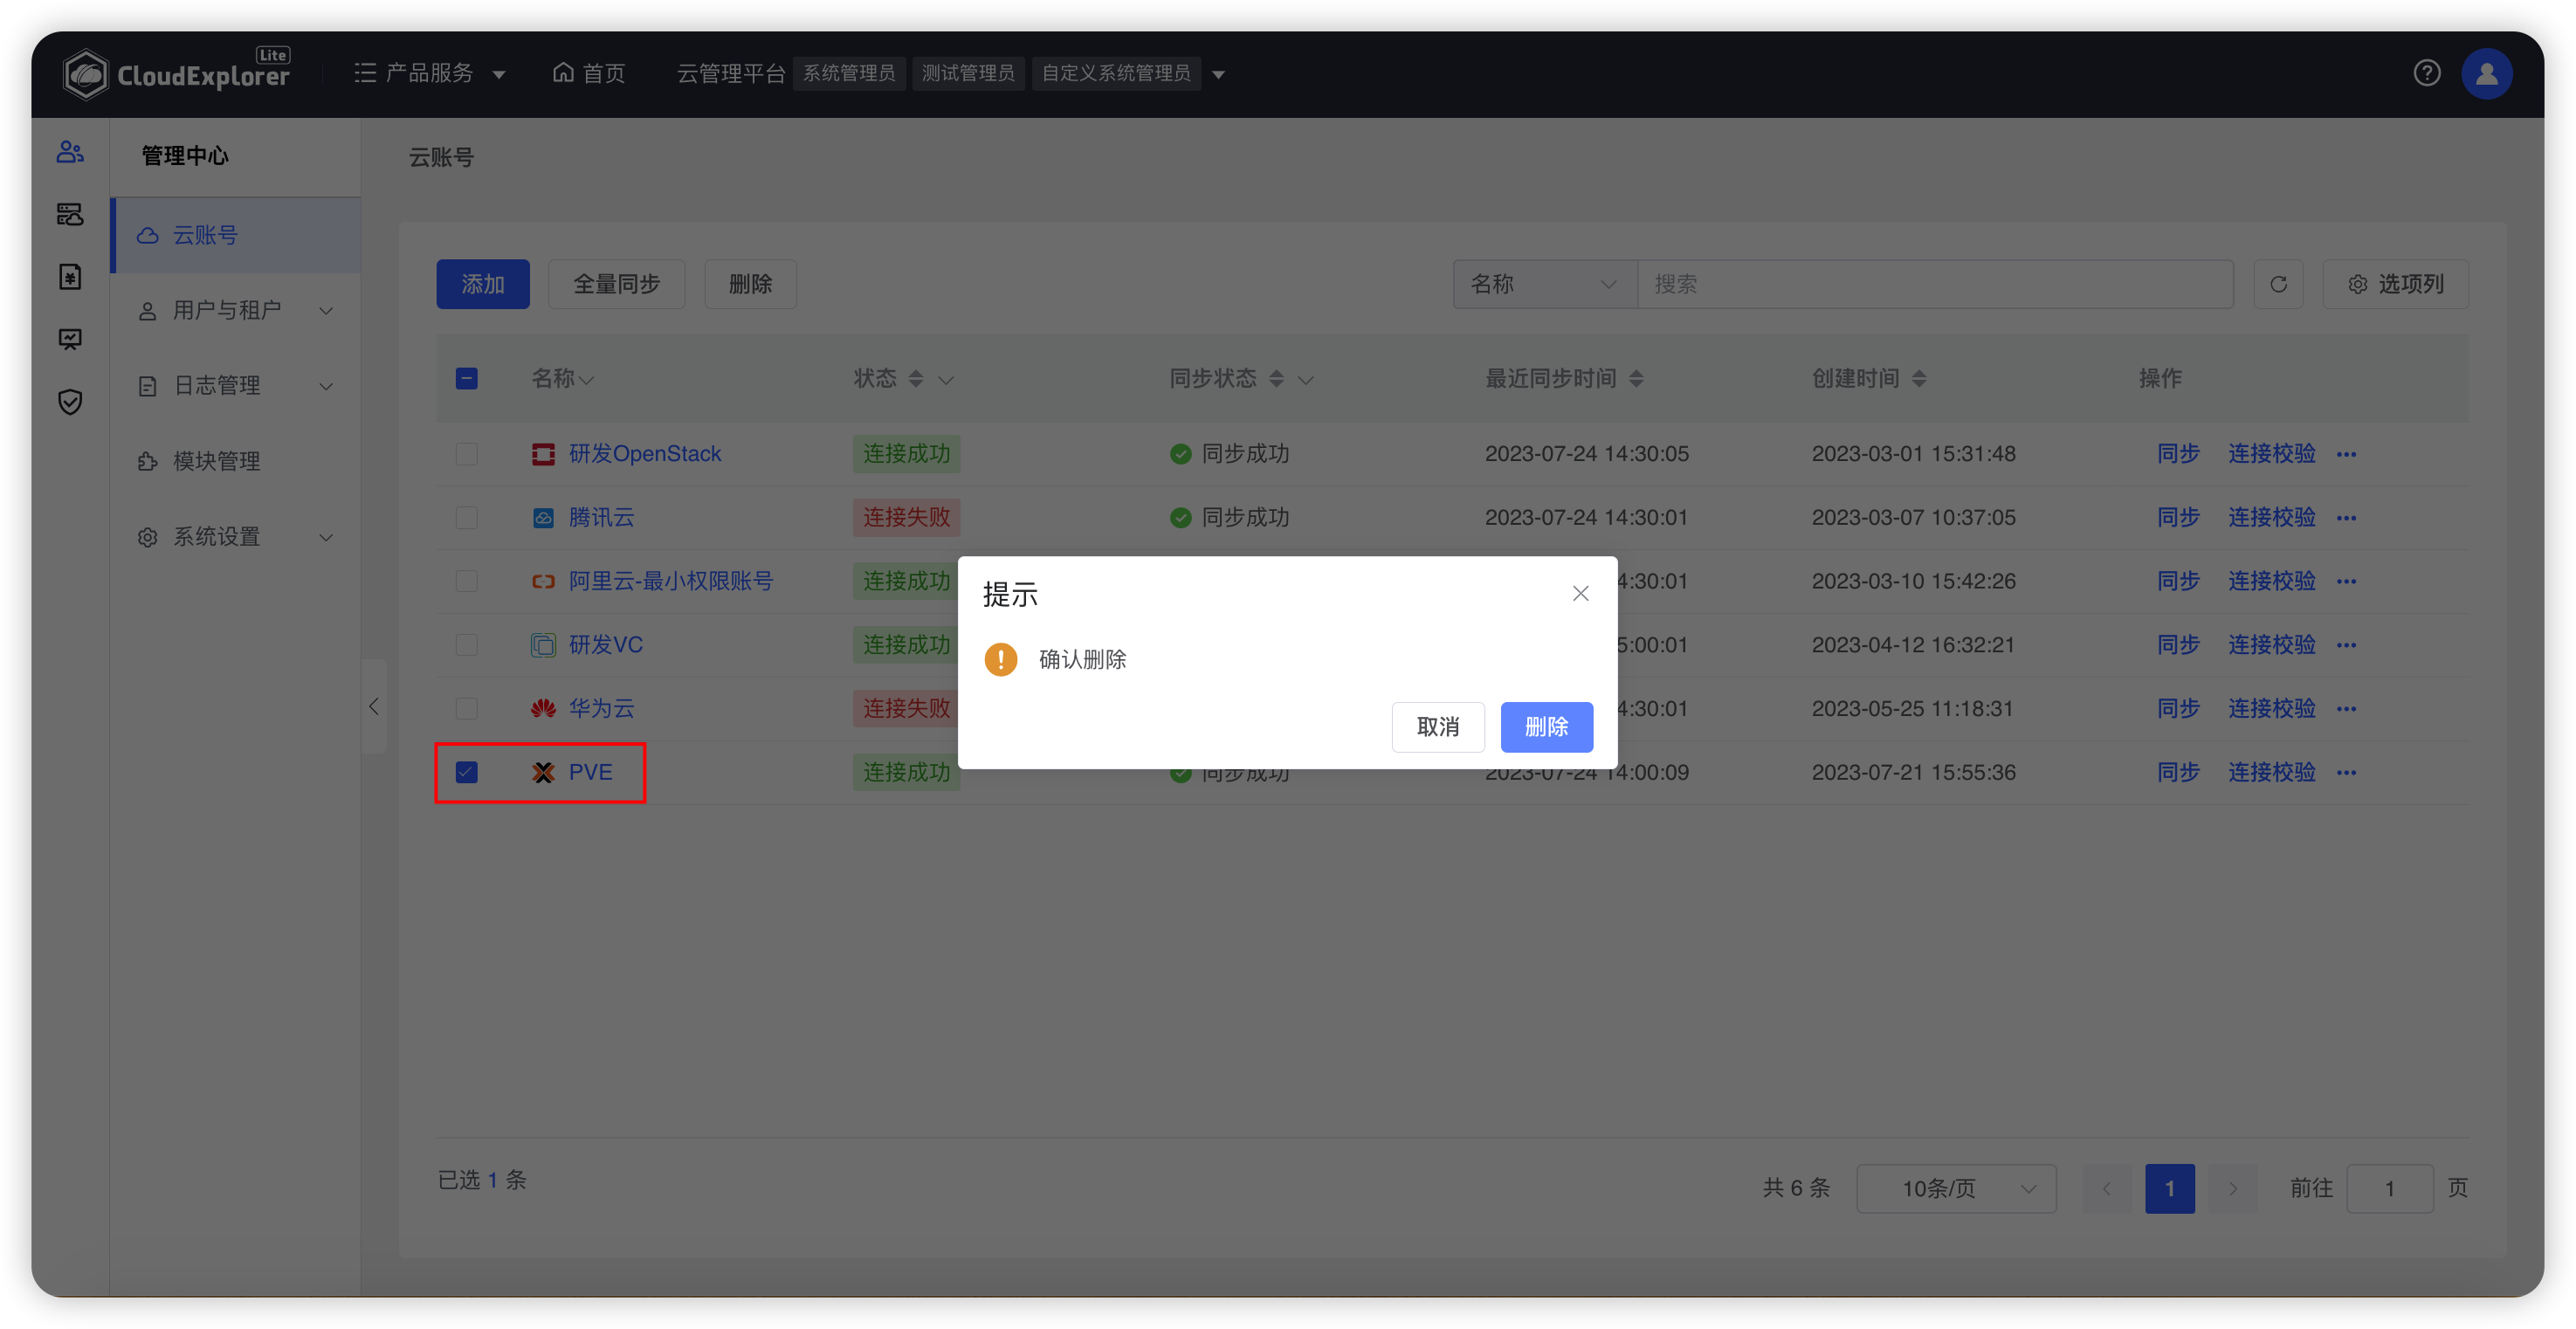 CloudExplorer Lite
产品服务 首页 云管理平台 系统管理员 测试管理员 自定义系统管理员
管理中心
云账号
用户与租户
日志管理
模块管理
系统设置
云账号
添加 全量同步 删除 名称 搜索 选项列
名称 状态 同步状态 最近同步时间 创建时间 操作
研发OpenStack 连接成功 同步成功 2023-07-24 14:30:05 2023-03-01 15:31:48 同步 连接校验
腾讯云 连接失败 同步成功 2023-07-24 14:30:01 2023-03-07 10:37:05 同步 连接校验
阿里云-最小权限账号 连接成功 4:30:01 2023-03-10 15:42:26 同步 连接校验
研发VC 连接成功 5:00:01 2023-04-12 16:32:21 同步 连接校验
华为云 连接失败 4:30:01 2023-05-25 11:18:31 同步 连接校验
PVE 连接成功 同步成功 2023-07-24 14:00:09 2023-07-21 15:55:36 同步 连接校验
提示
确认删除
取消 删除
已选 1 条
共 6 条 10条/页 1 前往 1 页